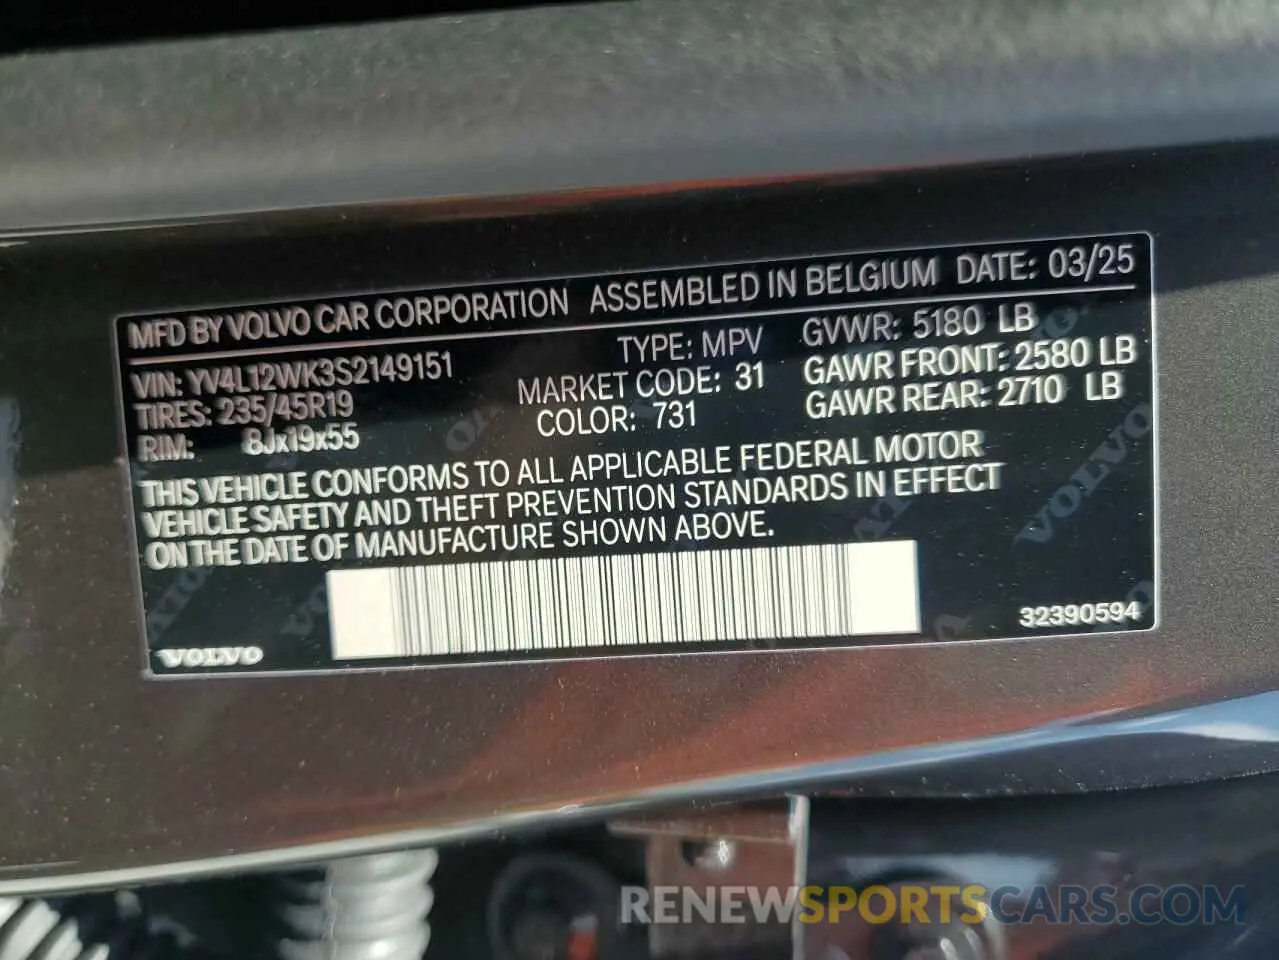 MFD BY VOLVO CAR CORPORATION ASSEMBLED IN BELGIUM DATE: 03/25
VIN: YV4L12WK3S2149151 TYPE: MPV GVWR: 5180 LB
TIRES: 235/45R19 MARKET CODE: 31 GAWR FRONT: 2580 LB
RIM: 8Jx19x55 COLOR: 731 GAWR REAR: 2710 LB
THIS VEHICLE CONFORMS TO ALL APPLICABLE FEDERAL MOTOR
VEHICLE SAFETY AND THEFT PREVENTION STANDARDS IN EFFECT
ON THE DATE OF MANUFACTURE SHOWN ABOVE.
32390594
VOLVO
RENEWSPORTSCARS.COM